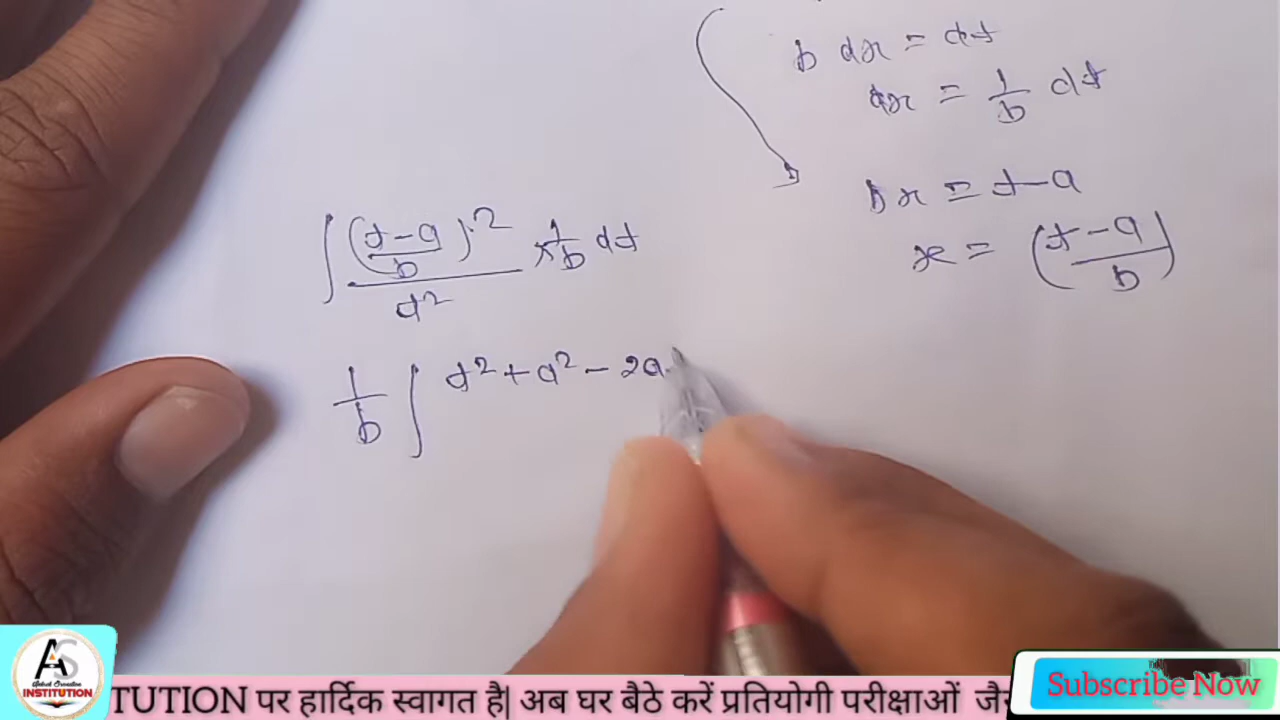 b dx = dt
dx = 1/b dt
bx = t - a
x = (t - a / b)
∫ (t - a / b)² / t² × 1/b dt
1/b ∫ t² + a² - 2a
AS
INSTITUTION
TUTION पर हार्दिक स्वागत है| अब घर बैठे करें प्रतियोगी परीक्षाओं
Subscribe Now